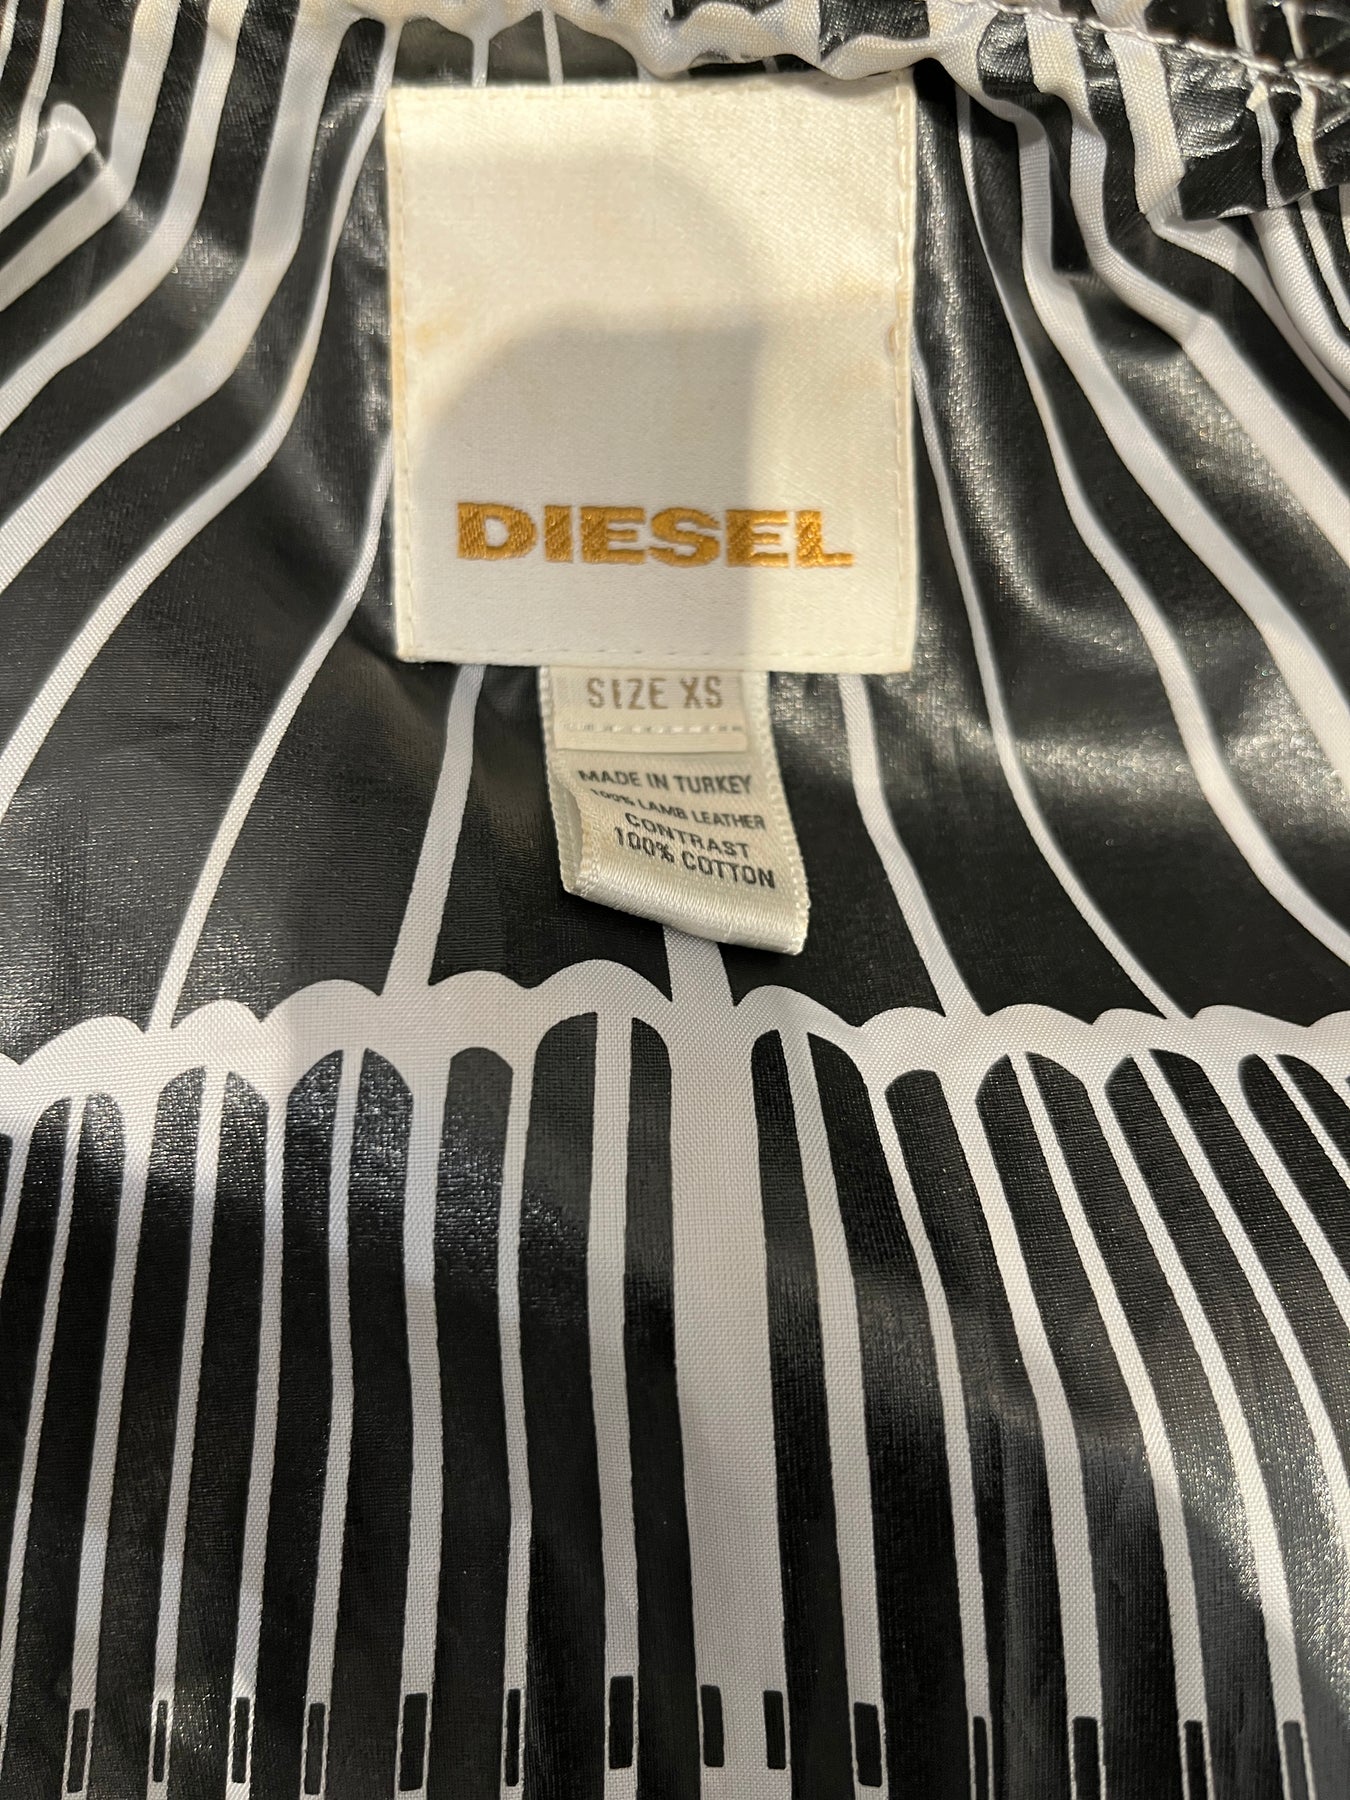 DIESEL
SIZE XS
MADE IN TURKEY
100% LAMB LEATHER
CONTRAST
100% COTTON